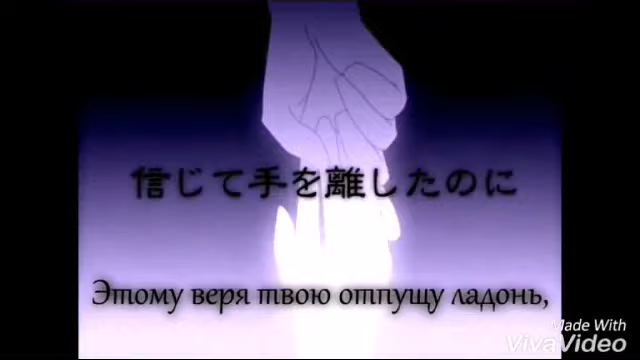 信じて手を離したのに
Этому веря твою отпущу ладонь,
Made With
VivaVideo